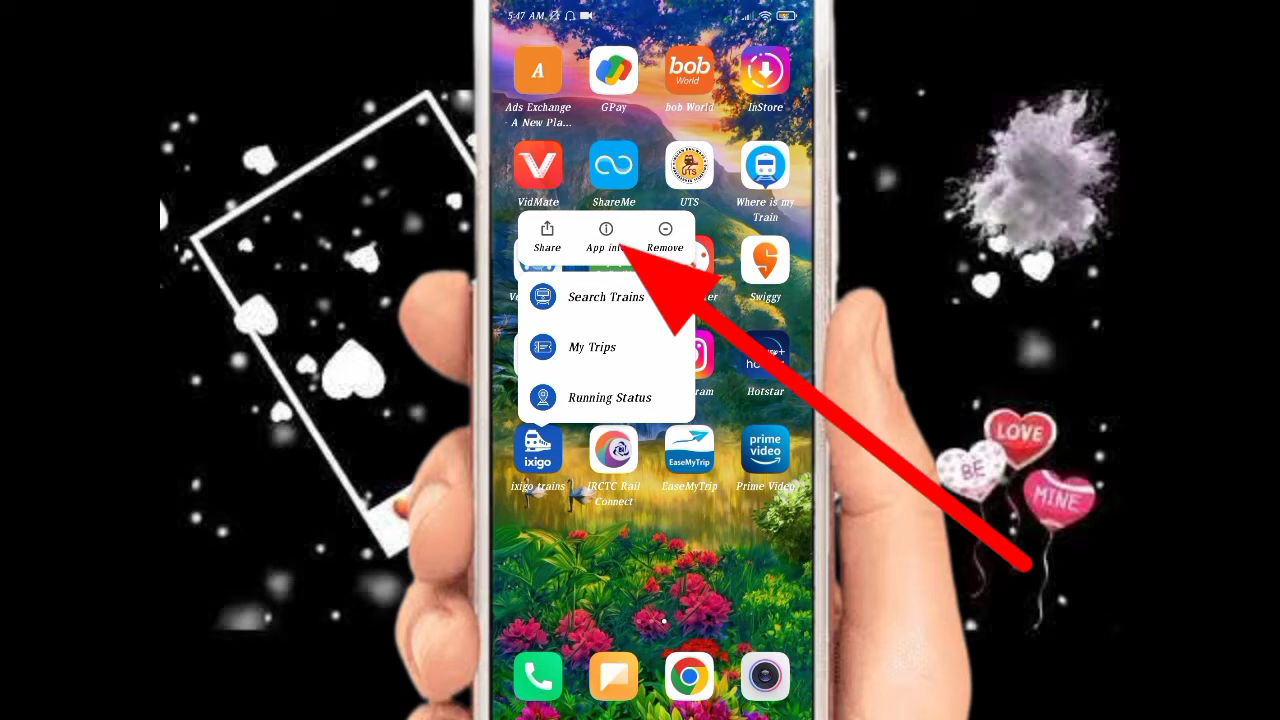 5:47 AM
A
bob
World
Ads Exchange
- A New Pla...
GPay
bob World
InStore
UTS
VidMate
ShareMe
UTS
Where is my
Train
Share
App info
Remove
Swiggy
Search Trains
My Trips
Hotstar
Running Status
ixigo
EaseMyTrip
prime
video
ixigo trains
IRCTC Rail
Connect
EaseMyTrip
Prime Video
LOVE
BE
MINE